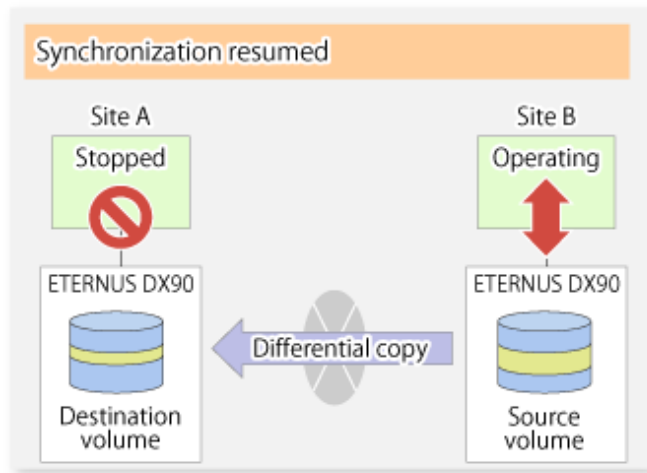 Synchronization resumed
Site A
Site B
Stopped
Operating
ETERNUS DX90
ETERNUS DX90
Differential copy
Destination
volume
Source
volume